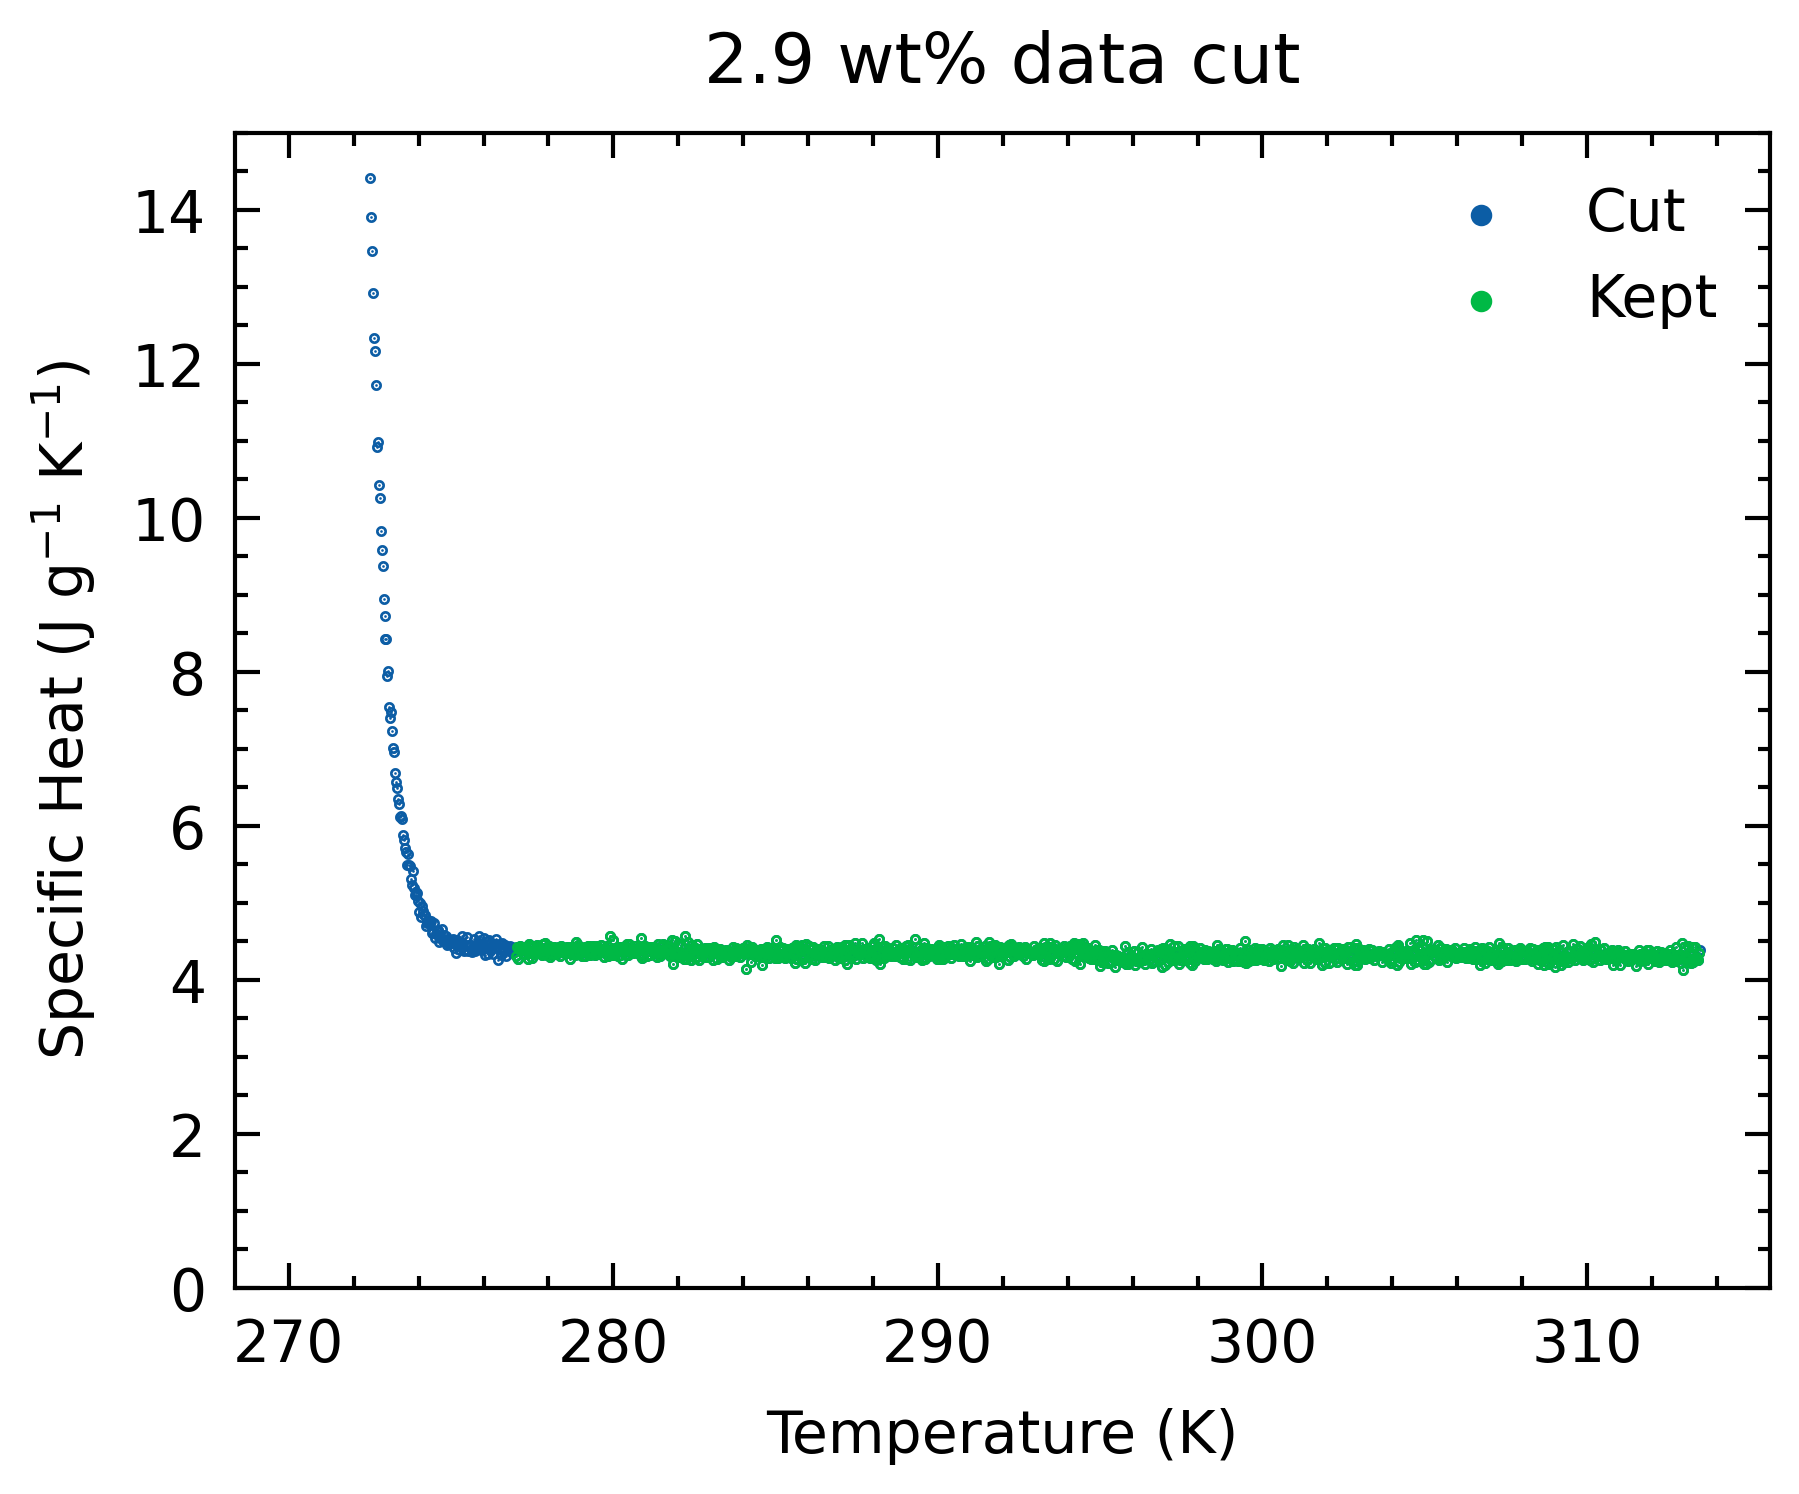 2.9 wt% data cut
Cut
Kept
Specific Heat (J g⁻¹ K⁻¹)
14
12
10
8
6
4
2
0
270 280 290 300 310
Temperature (K)